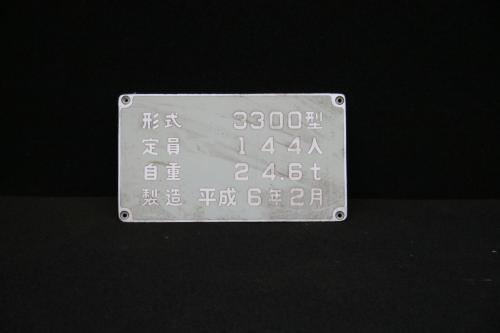 形式 3300型
定員 144人
自重 24.6t
製造 平成6年2月